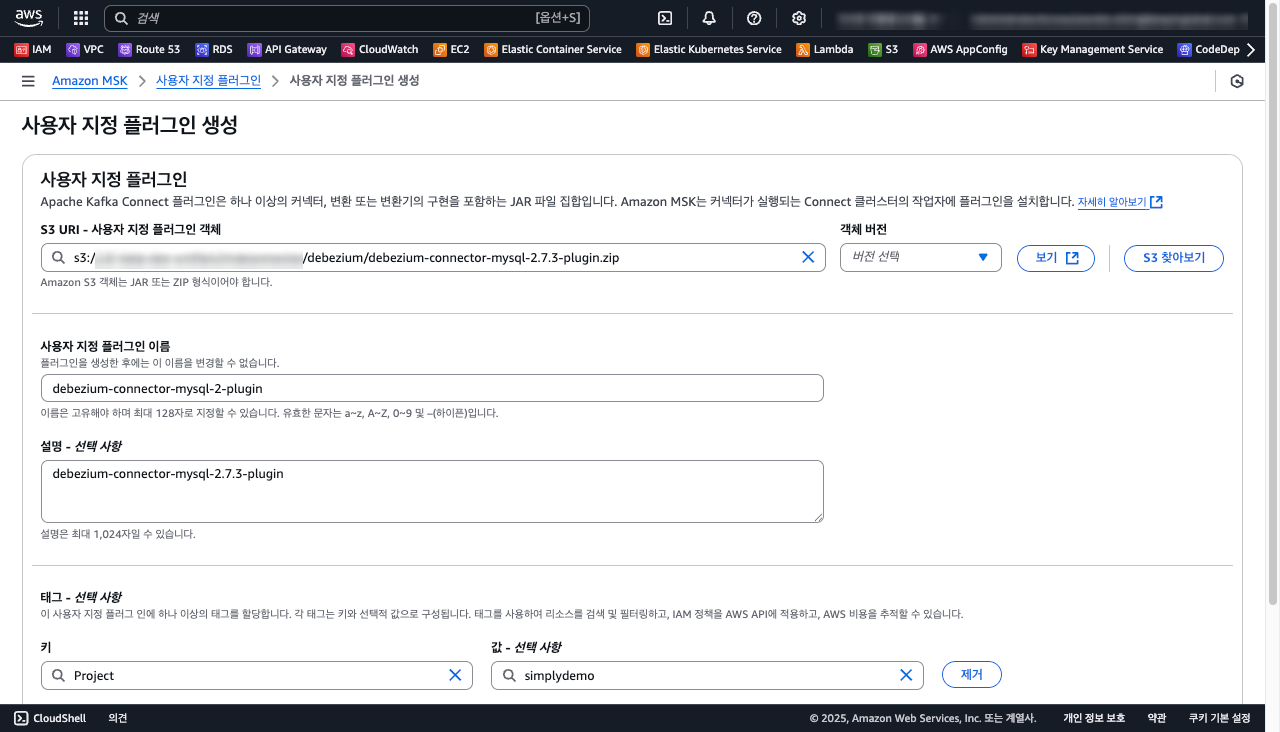 aws 검색 [옵션+S]
IAM VPC Route 53 RDS API Gateway CloudWatch EC2 Elastic Container Service Elastic Kubernetes Service Lambda S3 AWS AppConfig Key Management Service CodeDep
Amazon MSK 사용자 지정 플러그인 사용자 지정 플러그인 생성
사용자 지정 플러그인 생성
사용자 지정 플러그인
Apache Kafka Connect 플러그인은 하나 이상의 커넥터, 변환 또는 변환기의 구현을 포함하는 JAR 파일 집합입니다. Amazon MSK는 커넥터가 실행되는 Connect 클러스터의 작업자에 플러그인을 설치합니다. 자세히 알아보기
S3 URI - 사용자 지정 플러그인 객체 객체 버전
s3:/ /debezium/debezium-connector-mysql-2.7.3-plugin.zip 버전 선택 보기 S3 찾아보기
Amazon S3 객체는 JAR 또는 ZIP 형식이어야 합니다.
사용자 지정 플러그인 이름
플러그인을 생성한 후에는 이 이름을 변경할 수 없습니다.
debezium-connector-mysql-2-plugin
이름은 고유해야 하며 최대 128자로 지정할 수 있습니다. 유효한 문자는 a~z, A~Z, 0~9 및 –(하이픈)입니다.
설명 - 선택 사항
debezium-connector-mysql-2.7.3-plugin
설명은 최대 1,024자일 수 있습니다.
태그 - 선택 사항
이 사용자 지정 플러그 인에 하나 이상의 태그를 할당합니다. 각 태그는 키와 선택적 값으로 구성됩니다. 태그를 사용하여 리소스를 검색 및 필터링하고, IAM 정책을 AWS API에 적용하고, AWS 비용을 추적할 수 있습니다.
키 값 - 선택 사항
Project simplydemo 제거
CloudShell 의견 © 2025, Amazon Web Services, Inc. 또는 계열사. 개인 정보 보호 약관 쿠키 기본 설정